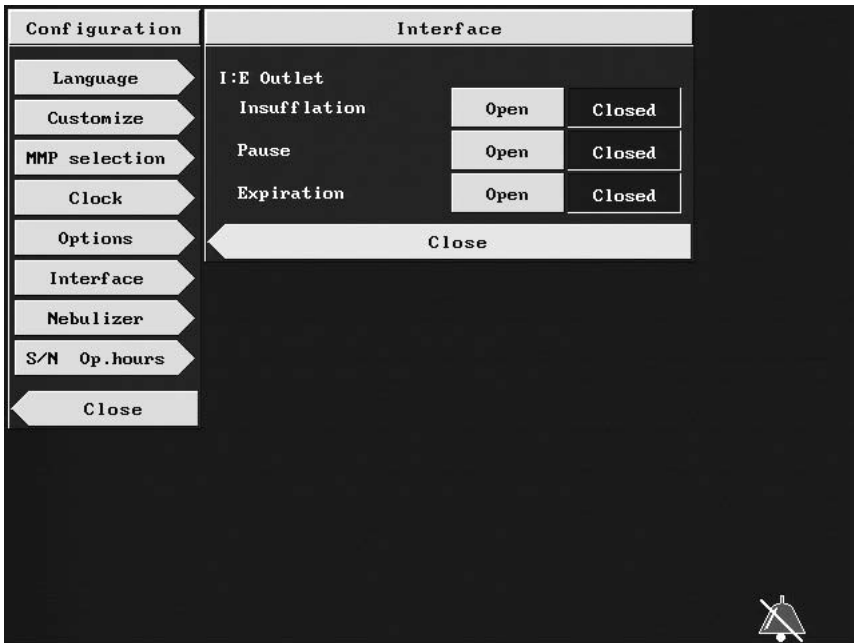 Configuration
Language
Customize
MMP selection
Clock
Options
Interface
Nebulizer
S/N Op.hours
Close
Interface
I:E Outlet
Insufflation Open Closed
Pause Open Closed
Expiration Open Closed
Close